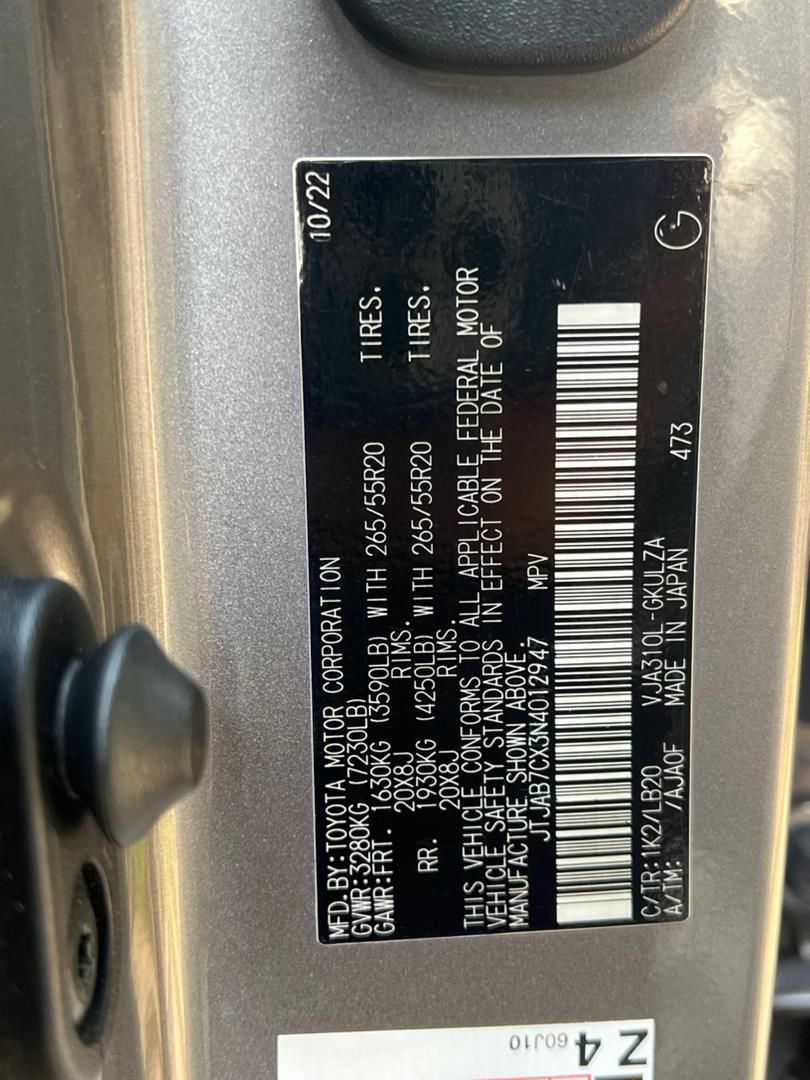 MFD.BY:TOYOTA MOTOR CORPORATION 10/22
GVWR:3280KG (7230LB)
GAWR:FRT. 1630KG (3590LB) WITH 265/55R20 TIRES.
20X8J RIMS.
RR. 1930KG (4250LB) WITH 265/55R20 TIRES.
20X8J RIMS.
THIS VEHICLE CONFORMS TO ALL APPLICABLE FEDERAL MOTOR
VEHICLE SAFETY STANDARDS IN EFFECT ON THE DATE OF
MANUFACTURE SHOWN ABOVE.
JTJAB7CX3N4012947 MPV
C/TR:1K2/LB20 VJA310L-GKULZA
A/TM: /AJA0F MADE IN JAPAN 473
G
60J10
Z 4